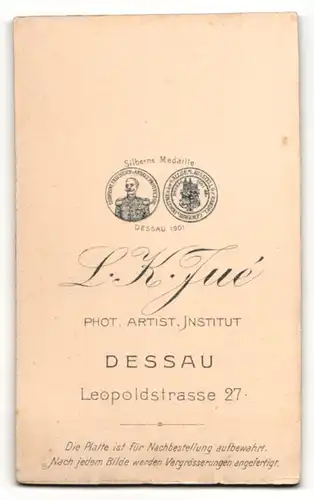 Silberne Medaille
DESSAU 1901
L. K. Jué
PHOT. ARTIST. JNSTITUT
DESSAU
Leopoldstrasse 27.
Die Platte ist für Nachbestellung aufbewahrt.
Nach jedem Bilde werden Vergrösserungen angefertigt.